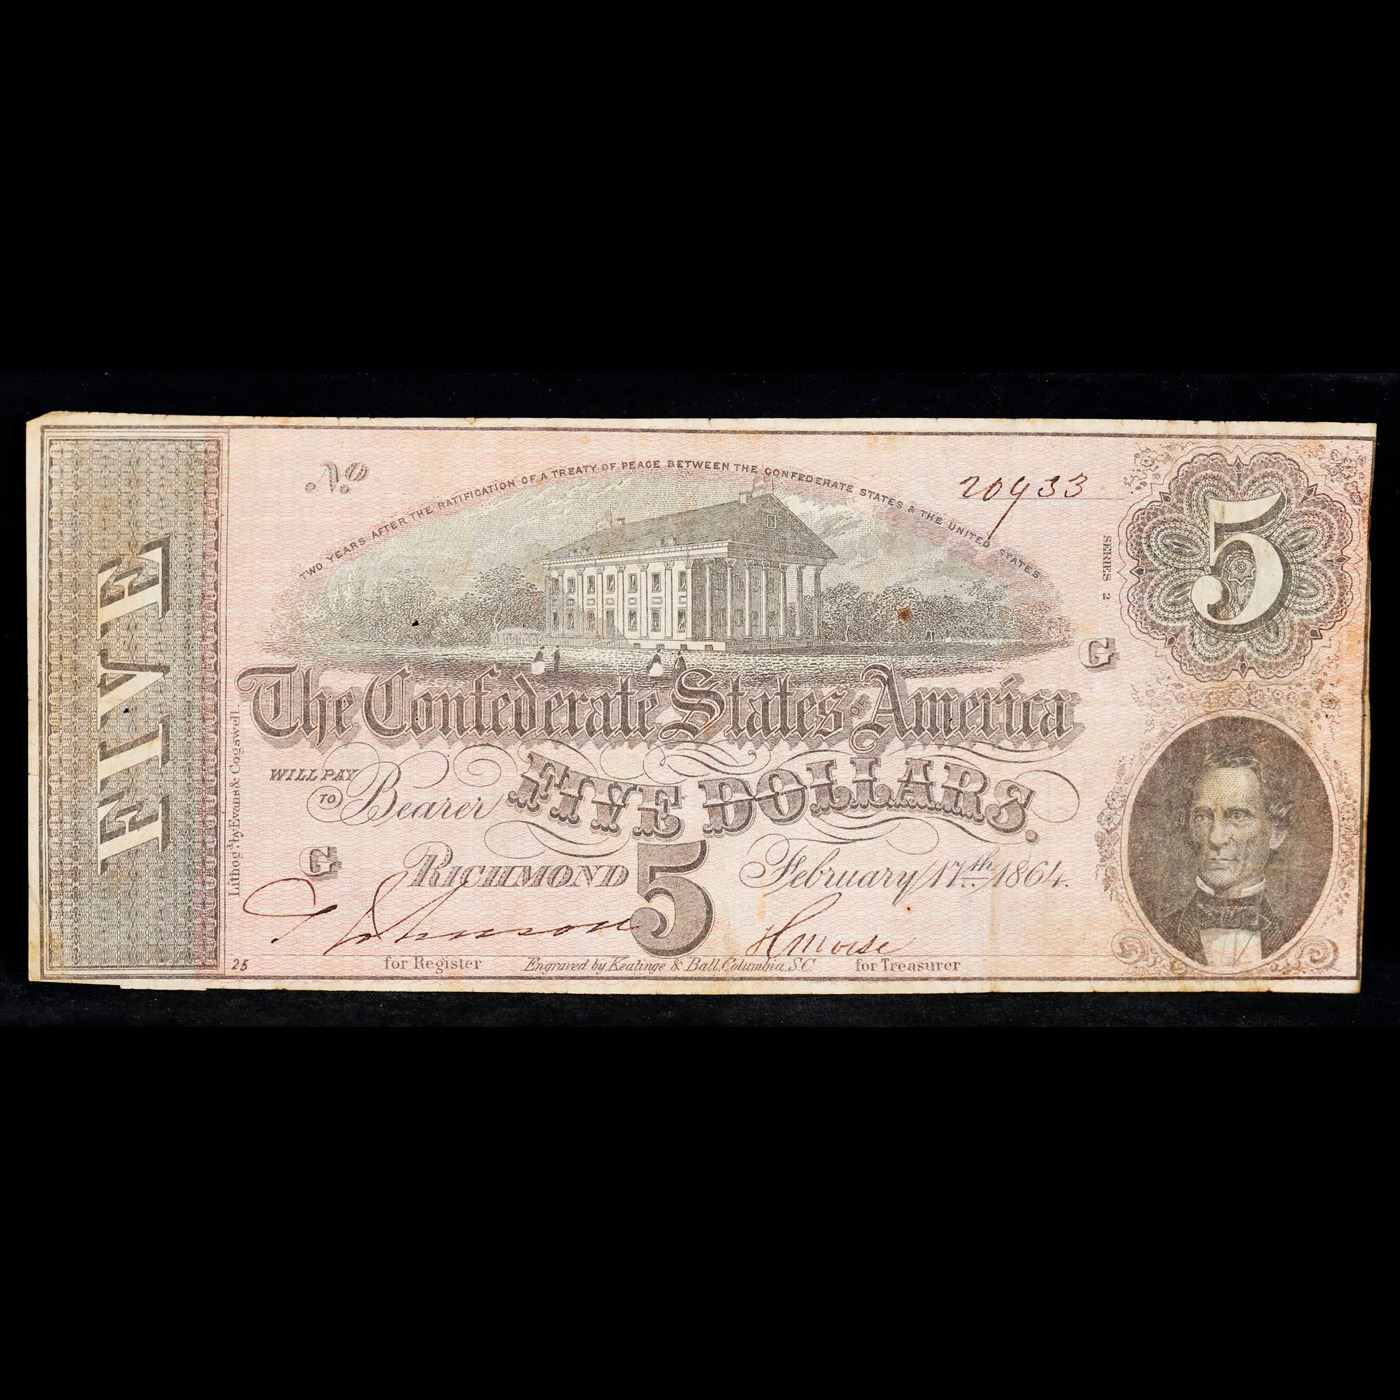 No
20933
TWO YEARS AFTER THE RATIFICATION OF A TREATY OF PEACE BETWEEN THE CONFEDERATE STATES & THE UNITED STATES
SERIES 2
5
FIVE
G
The Confederate States of America
WILL PAY
TO Bearer
FIVE DOLLARS.
Lithog. by Evans & Cogswell
G
RICHMOND
5
February 17th 1864.
Johnson
H Moise
25
for Register
Engraved by Keatinge & Ball, Columbia, S.C
for Treasurer